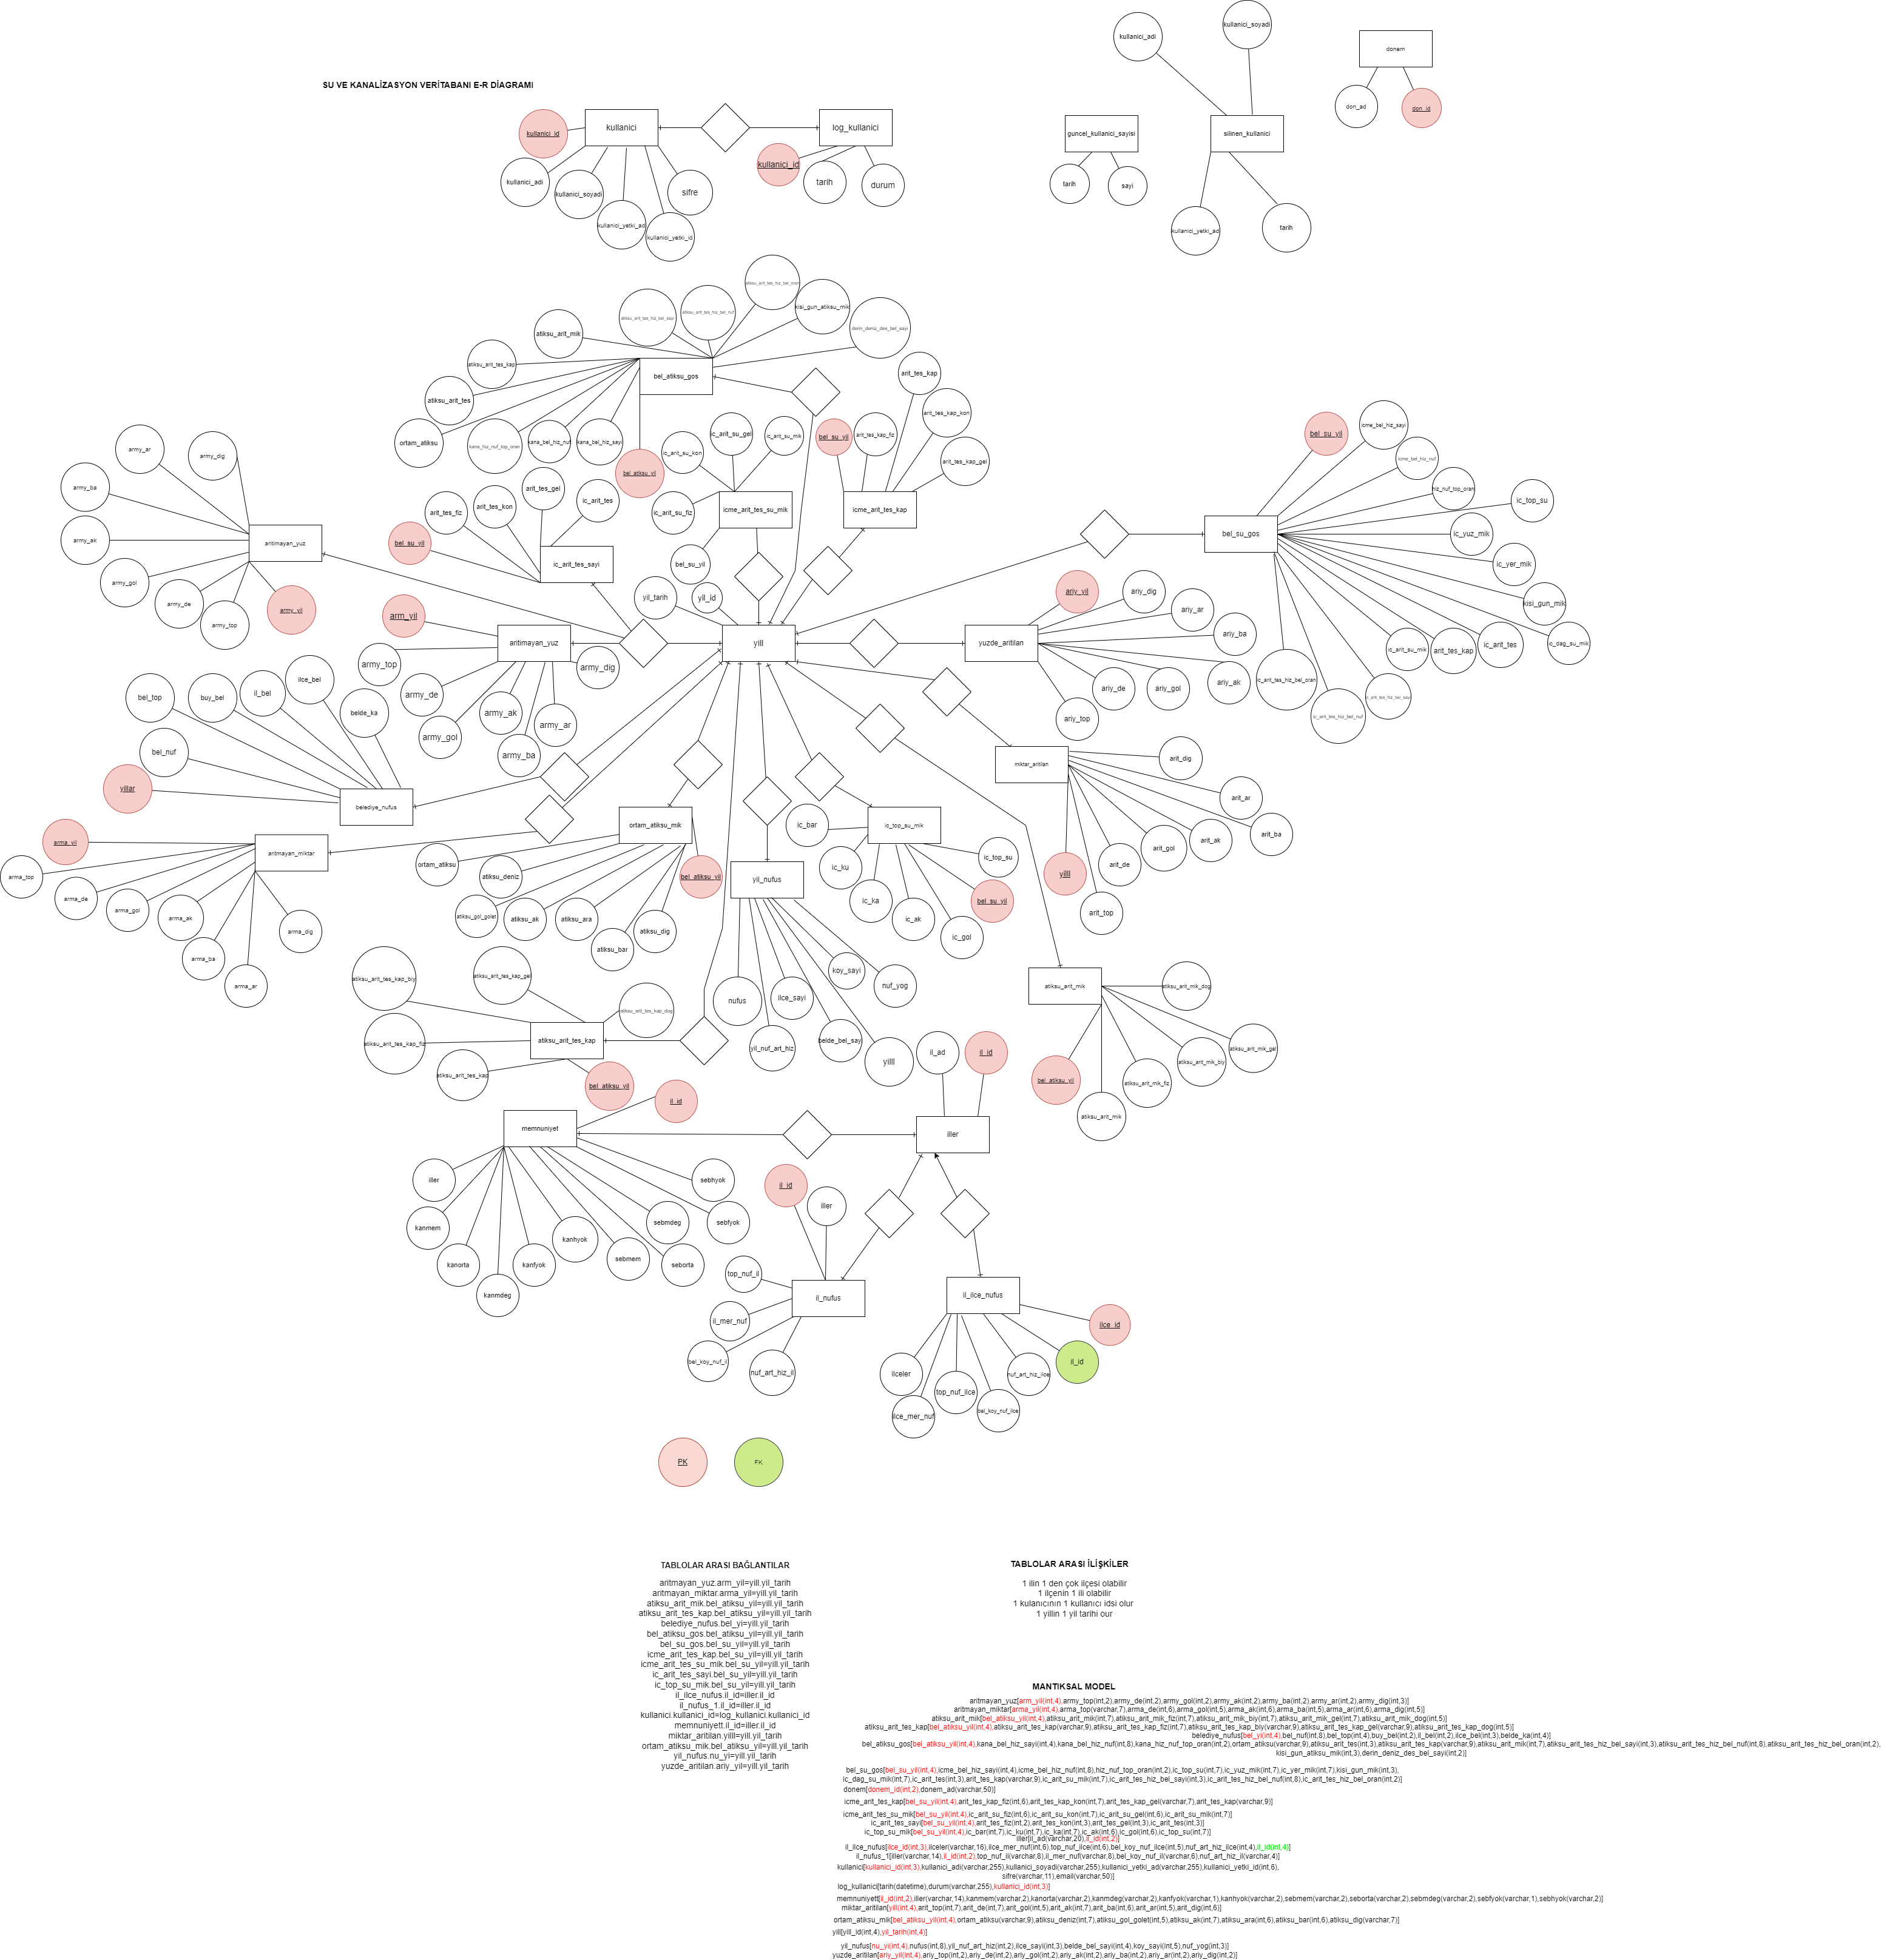 kullanici_soyadi
kullanici_adi
donem
SU VE KANALİZASYON VERİTABANI E-R DİAGRAMI
don_ad
don_id
kullanici_id
kullanici
log_kullanici
guncel_kullanici_sayisi
silinen_kullanici
kullanici_id
kullanici_adi
kullanici_soyadi
sifre
tarih
durum
tarih
sayi
kullanici_yetki_ad
kullanici_yetki_id
kullanici_yetki_ad
tarih
atiksu_arit_tes_hiz_bel_oran
kisi_gun_atiksu_mik
atiksu_arit_tes_hiz_bel_sayi
atiksu_arit_tes_hiz_bel_nuf
derin_deniz_des_bel_sayi
atiksu_arit_mik
atiksu_arit_tes_kap
bel_atiksu_gos
arit_tes_kap
atiksu_arit_tes
arit_tes_kap_kon
ortam_atiksu
kana_hiz_nuf_top_oran
kana_bel_hiz_nuf
kana_bel_hiz_sayi
ic_arit_su_gel
ic_arit_su_mik
bel_su_yil
arit_tes_kap_fiz
bel_su_yil
icme_bel_hiz_sayi
army_ar
army_dig
ic_arit_su_kon
bel_atiksu_yil
arit_tes_kap_gel
icme_bel_hiz_nuf
army_ba
arit_tes_gel
ic_arit_tes
hiz_nuf_top_oran
ic_top_su
arit_tes_fiz
arit_tes_kon
ic_arit_su_fiz
icme_arit_tes_su_mik
icme_arit_tes_kap
army_ak
aritimayan_yuz
bel_su_yil
bel_su_gos
ic_yuz_mik
ic_arit_tes_sayi
bel_su_yil
ic_yer_mik
army_gol
army_de
army_yil
army_top
yil_tarih
yil_id
ariy_yil
ariy_dig
ariy_ar
kisi_gun_mik
arm_yil
aritimayan_yuz
yill
yuzde_aritilan
ariy_ba
ic_arit_su_mik
arit_tes_kap
ic_arit_tes
ic_dag_su_mik
army_top
army_dig
army_de
ariy_de
ariy_gol
ariy_ak
ic_arit_tes_hiz_bel_oran
ic_arit_tes_hiz_bel_sayi
ic_arit_tes_hiz_bel_nuf
bel_top
buy_bel
il_bel
ilce_bel
belde_ka
army_ak
army_ar
army_gol
army_ba
ariy_top
bel_nuf
yillar
belediye_nufus
miktar_aritilan
arit_dig
arit_ar
arit_ba
arma_yil
aritmayan_miktar
ortam_atiksu_mik
ic_bar
ic_top_su_mik
arit_gol
arit_ak
arma_top
ortam_atiksu
atiksu_deniz
bel_atiksu_yil
yil_nufus
ic_ku
ic_top_su
yilll
arit_de
arma_de
arma_gol
arma_ak
arma_dig
atiksu_gol_golet
atiksu_ak
atiksu_ara
atiksu_dig
ic_ka
ic_ak
bel_su_yil
arit_top
arma_ba
atiksu_bar
ic_gol
arma_ar
atiksu_arit_tes_kap_biy
atiksu_arit_tes_kap_gel
koy_sayi
nuf_yog
atiksu_arit_mik
atiksu_arit_mik_dog
nufus
ilce_sayi
atiksu_arit_tes_kap_dog
atiksu_arit_tes_kap_fiz
atiksu_arit_tes_kap
yil_nuf_art_hiz
belde_bel_sayi
yilll
il_ad
il_id
atiksu_arit_mik_gel
atiksu_arit_mik_biy
atiksu_arit_tes_kap
bel_atiksu_yil
bel_atiksu_yil
atiksu_arit_mik_fiz
il_id
atiksu_arit_mik
memnuniyet
iller
iller
sebhyok
il_id
iller
kanmem
sebmdeg
sebfyok
kanhyok
kanorta
kanfyok
sebmem
seborta
kanmdeg
top_nuf_il
il_nufus
il_ilce_nufus
il_mer_nuf
ilce_id
bel_koy_nuf_il
nuf_art_hiz_il
ilceler
il_id
nuf_art_hiz_ilce
top_nuf_ilce
ilce_mer_nuf
bel_koy_nuf_ilce
PK
FK
TABLOLAR ARASI BAĞLANTILAR
aritmayan_yuz.arm_yil=yill.yil_tarih
aritmayan_miktar.arma_yil=yill.yil_tarih
atiksu_arit_mik.bel_atiksu_yil=yill.yil_tarih
atiksu_arit_tes_kap.bel_atiksu_yil=yill.yil_tarih
belediye_nufus.bel_yi=yill.yil_tarih
bel_atiksu_gos.bel_atiksu_yil=yill.yil_tarih
bel_su_gos.bel_su_yil=yill.yil_tarih
icme_arit_tes_kap.bel_su_yil=yill.yil_tarih
icme_arit_tes_su_mik.bel_su_yil=yill.yil_tarih
ic_arit_tes_sayi.bel_su_yil=yill.yil_tarih
ic_top_su_mik.bel_su_yil=yill.yil_tarih
il_ilce_nufus.il_id=iller.il_id
il_nufus_1.il_id=iller.il_id
kullanici.kullanici_id=log_kullanici.kullanici_id
memnuniyett.il_id=iller.il_id
miktar_aritilan.yilll=yill.yil_tarih
ortam_atiksu_mik.bel_atiksu_yil=yill.yil_tarih
yil_nufus.nu_yi=yill.yil_tarih
yuzde_aritilan.ariy_yil=yill.yil_tarih
TABLOLAR ARASI İLİŞKİLER
1 ilin 1 den çok ilçesi olabilir
1 ilçenin 1 ili olabilir
1 kulanıcının 1 kullanıcı idsi olur
1 yillin 1 yil tarihi our
MANTIKSAL MODEL
aritmayan_yuz[arm_yil(int,4),army_top(int,2),army_de(int,2),army_gol(int,2),army_ak(int,2),army_ba(int,2),army_ar(int,2),army_dig(int,3)]
aritmayan_miktar[arma_yil(int,4),arma_top(varchar,7),arma_de(int,6),arma_gol(int,5),arma_ak(int,6),arma_ba(int,5),arma_ar(int,6),arma_dig(int,5)]
atiksu_arit_mik[bel_atiksu_yil(int,4),atiksu_arit_mik(int,7),atiksu_arit_mik_fiz(int,7),atiksu_arit_mik_biy(int,7),atiksu_arit_mik_gel(int,7),atiksu_arit_mik_dog(int,5)]
atiksu_arit_tes_kap[bel_atiksu_yil(int,4),atiksu_arit_tes_kap(varchar,9),atiksu_arit_tes_kap_fiz(int,7),atiksu_arit_tes_kap_biy(varchar,9),atiksu_arit_tes_kap_gel(varchar,9),atiksu_arit_tes_kap_dog(int,5)]
belediye_nufus[bel_yi(int,4),bel_nuf(int,8),bel_top(int,4),buy_bel(int,2),il_bel(int,2),ilce_bel(int,3),belde_ka(int,4)]
bel_atiksu_gos[bel_atiksu_yil(int,4),kana_bel_hiz_sayi(int,4),kana_bel_hiz_nuf(int,8),kana_hiz_nuf_top_oran(int,2),ortam_atiksu(varchar,9),atiksu_arit_tes(int,3),atiksu_arit_tes_kap(varchar,9),atiksu_arit_mik(int,7),atiksu_arit_tes_hiz_bel_sayi(int,3),atiksu_arit_tes_hiz_bel_nuf(int,8),atiksu_arit_tes_hiz_bel_oran(int,2),
kisi_gun_atiksu_mik(int,3),derin_deniz_des_bel_sayi(int,2)]
bel_su_gos[bel_su_yil(int,4),icme_bel_hiz_sayi(int,4),icme_bel_hiz_nuf(int,8),hiz_nuf_top_oran(int,2),ic_top_su(int,7),ic_yuz_mik(int,7),ic_yer_mik(int,7),kisi_gun_mik(int,3),
ic_dag_su_mik(int,7),ic_arit_tes(int,3),arit_tes_kap(varchar,9),ic_arit_su_mik(int,7),ic_arit_tes_hiz_bel_sayi(int,3),ic_arit_tes_hiz_bel_nuf(int,8),ic_arit_tes_hiz_bel_oran(int,2)]
donem[donem_id(int,2),donem_ad(varchar,50)]
icme_arit_tes_kap[bel_su_yil(int,4),arit_tes_kap_fiz(int,6),arit_tes_kap_kon(int,7),arit_tes_kap_gel(varchar,7),arit_tes_kap(varchar,9)]
icme_arit_tes_su_mik[bel_su_yil(int,4),ic_arit_su_fiz(int,6),ic_arit_su_kon(int,7),ic_arit_su_gel(int,6),ic_arit_su_mik(int,7)]
ic_arit_tes_sayi[bel_su_yil(int,4),arit_tes_fiz(int,2),arit_tes_kon(int,3),arit_tes_gel(int,3),ic_arit_tes(int,3)]
ic_top_su_mik[bel_su_yil(int,4),ic_bar(int,7),ic_ku(int,7),ic_ka(int,7),ic_ak(int,6),ic_gol(int,6),ic_top_su(int,7)]
iller[il_ad(varchar,20),il_id(int,2)]
il_ilce_nufus[ilce_id(int,3),ilceler(varchar,16),ilce_mer_nuf(int,6),top_nuf_ilce(int,6),bel_koy_nuf_ilce(int,5),nuf_art_hiz_ilce(int,4),il_id(int,4)]
il_nufus_1[iller(varchar,14),il_id(int,2),top_nuf_il(varchar,8),il_mer_nuf(varchar,8),bel_koy_nuf_il(varchar,6),nuf_art_hiz_il(varchar,4)]
kullanici[kullanici_id(int,3),kullanici_adi(varchar,255),kullanici_soyadi(varchar,255),kullanici_yetki_ad(varchar,255),kullanici_yetki_id(int,6),
sifre(varchar,11),email(varchar,50)]
log_kullanici[tarih(datetime),durum(varchar,255),kullanici_id(int,3)]
memnuniyett[il_id(int,2),iller(varchar,14),kanmem(varchar,2),kanorta(varchar,2),kanmdeg(varchar,2),kanfyok(varchar,1),kanhyok(varchar,2),sebmem(varchar,2),seborta(varchar,2),sebmdeg(varchar,2),sebfyok(varchar,1),sebhyok(varchar,2)]
miktar_aritilan[yill(int,4),arit_top(int,7),arit_de(int,7),arit_gol(int,5),arit_ak(int,7),arit_ba(int,6),arit_ar(int,5),arit_dig(int,6)]
ortam_atiksu_mik[bel_atiksu_yil(int,4),ortam_atiksu(varchar,9),atiksu_deniz(int,7),atiksu_gol_golet(int,5),atiksu_ak(int,7),atiksu_ara(int,6),atiksu_bar(int,6),atiksu_dig(varchar,7)]
yill[yill_id(int,4),yil_tarih(int,4)]
yil_nufus[nu_yi(int,4),nufus(int,8),yil_nuf_art_hiz(int,2),ilce_sayi(int,3),belde_bel_sayi(int,4),koy_sayi(int,5),nuf_yog(int,3)]
yuzde_aritilan[ariy_yil(int,4),ariy_top(int,2),ariy_de(int,2),ariy_gol(int,2),ariy_ak(int,2),ariy_ba(int,2),ariy_ar(int,2),ariy_dig(int,2)]